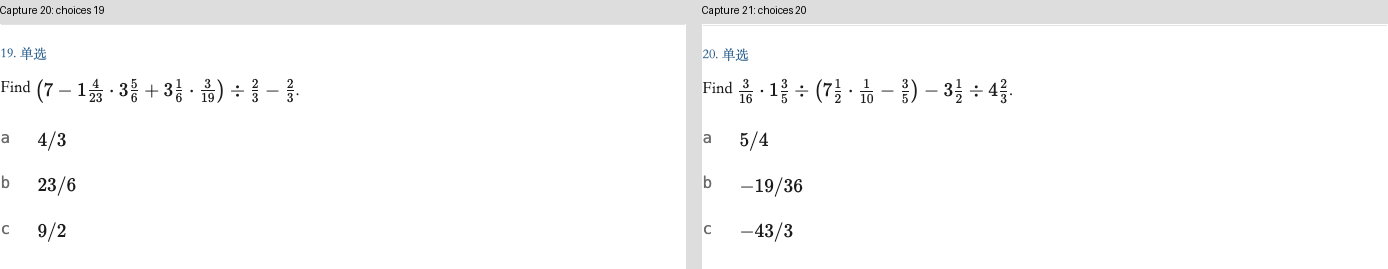 Capture 20: choices 19
19. 单选
Find (7 − 1 4/23 · 3 5/6 + 3 1/6 · 3/19) ÷ 2/3 − 2/3.
a 4/3
b 23/6
c 9/2
Capture 21: choices 20
20. 单选
Find 3/16 · 1 3/5 ÷ (7 1/2 · 1/10 − 3/5) − 3 1/2 ÷ 4 2/3.
a 5/4
b −19/36
c −43/3